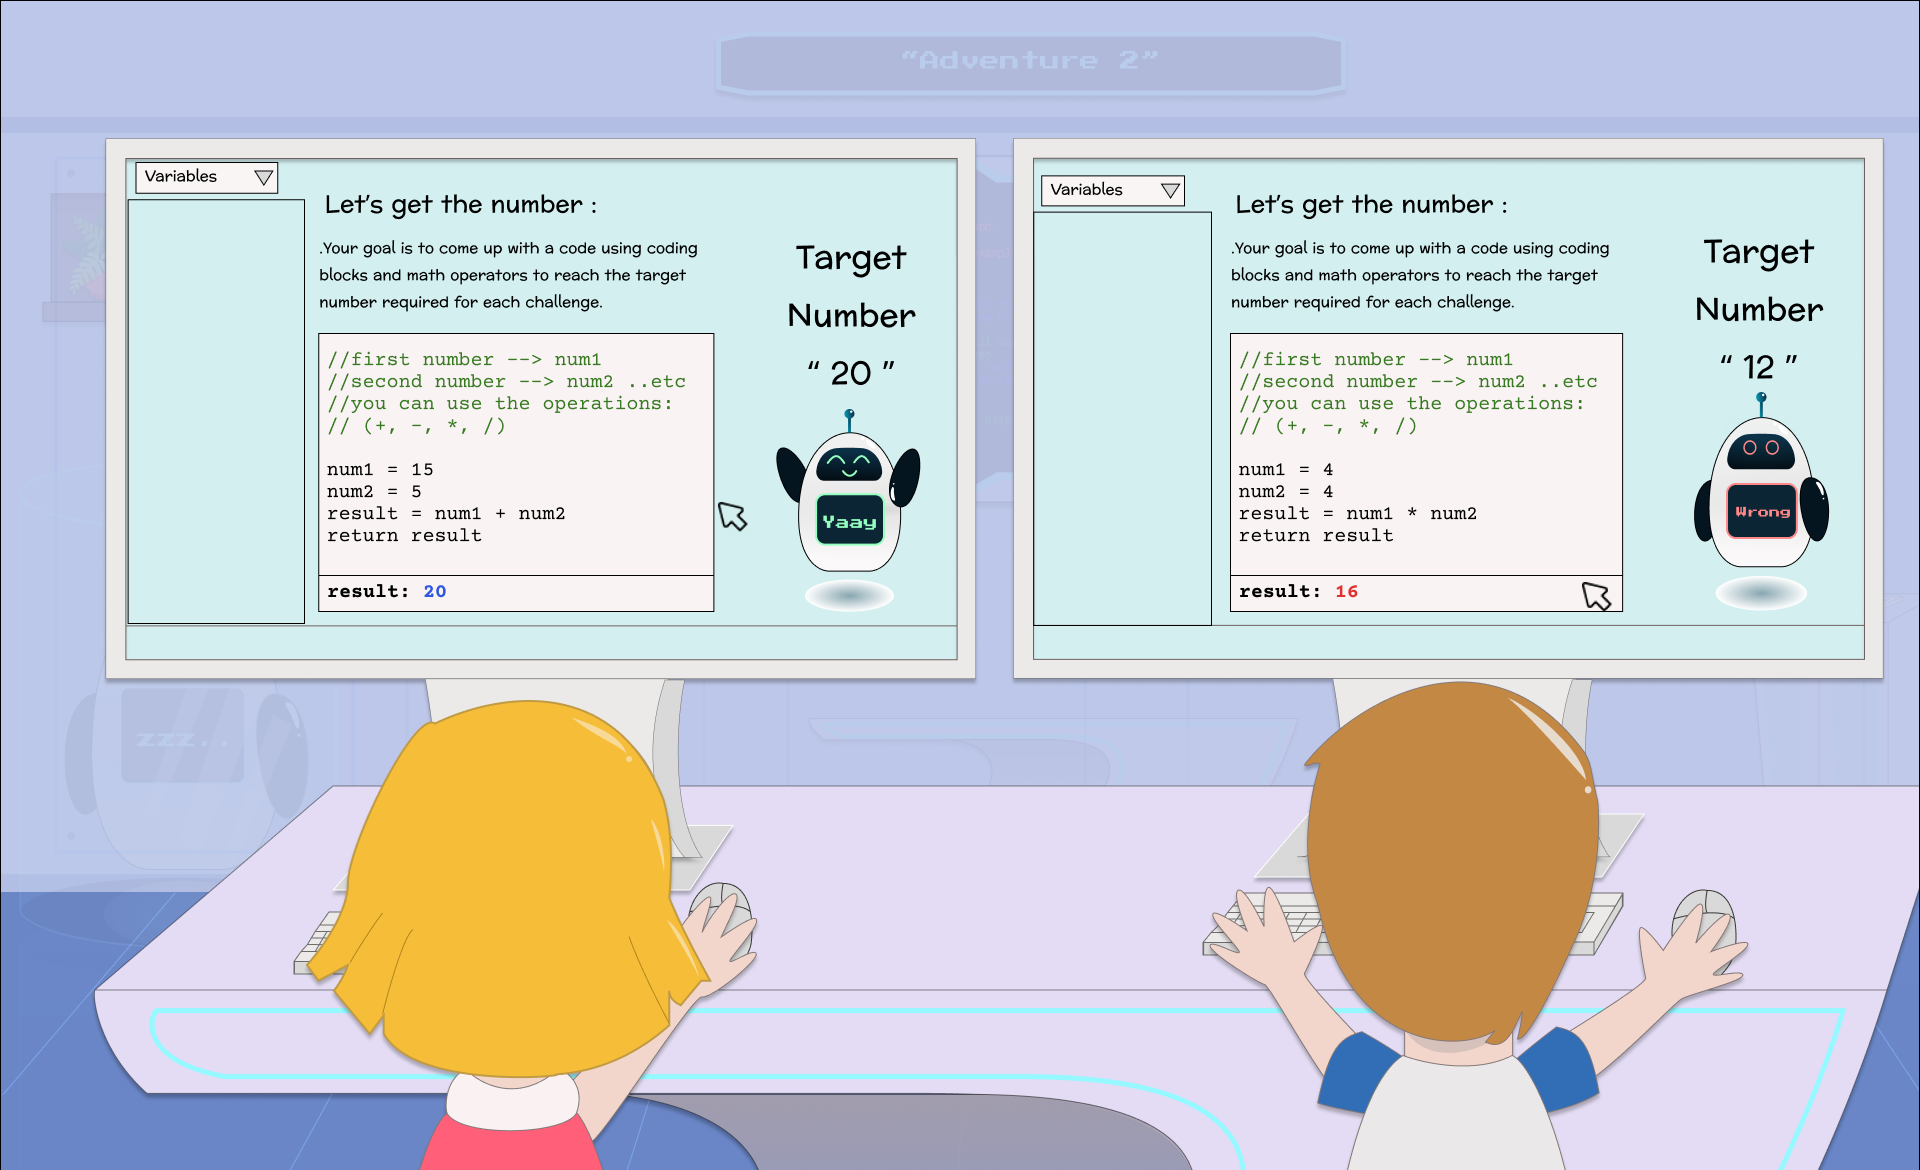 “Adventure 2”
Variables
Let's get the number :
.Your goal is to come up with a code using coding
blocks and math operators to reach the target
number required for each challenge.
//first number --> num1
//second number --> num2 ..etc
//you can use the operations:
// (+, -, *, /)
num1 = 15
num2 = 5
result = num1 + num2
return result
result: 20
Target
Number
“ 20 ”
Yaay
Variables
Let's get the number :
.Your goal is to come up with a code using coding
blocks and math operators to reach the target
number required for each challenge.
//first number --> num1
//second number --> num2 ..etc
//you can use the operations:
// (+, -, *, /)
num1 = 4
num2 = 4
result = num1 * num2
return result
result: 16
Target
Number
“ 12 ”
Wrong
zzz..